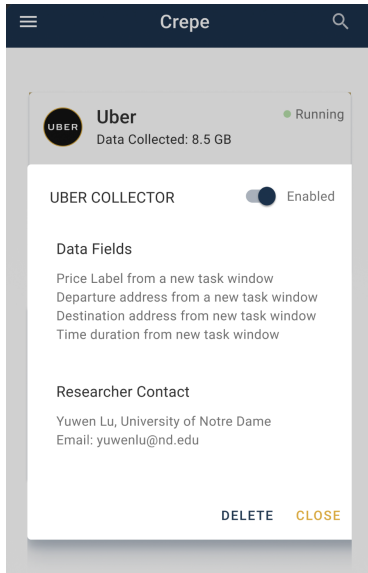 Crepe
UBER
Uber
Running
Data Collected: 8.5 GB
UBER COLLECTOR
Enabled
Data Fields
Price Label from a new task window
Departure address from a new task window
Destination address from new task window
Time duration from new task window
Researcher Contact
Yuwen Lu, University of Notre Dame
Email: yuwenlu@nd.edu
DELETE
CLOSE